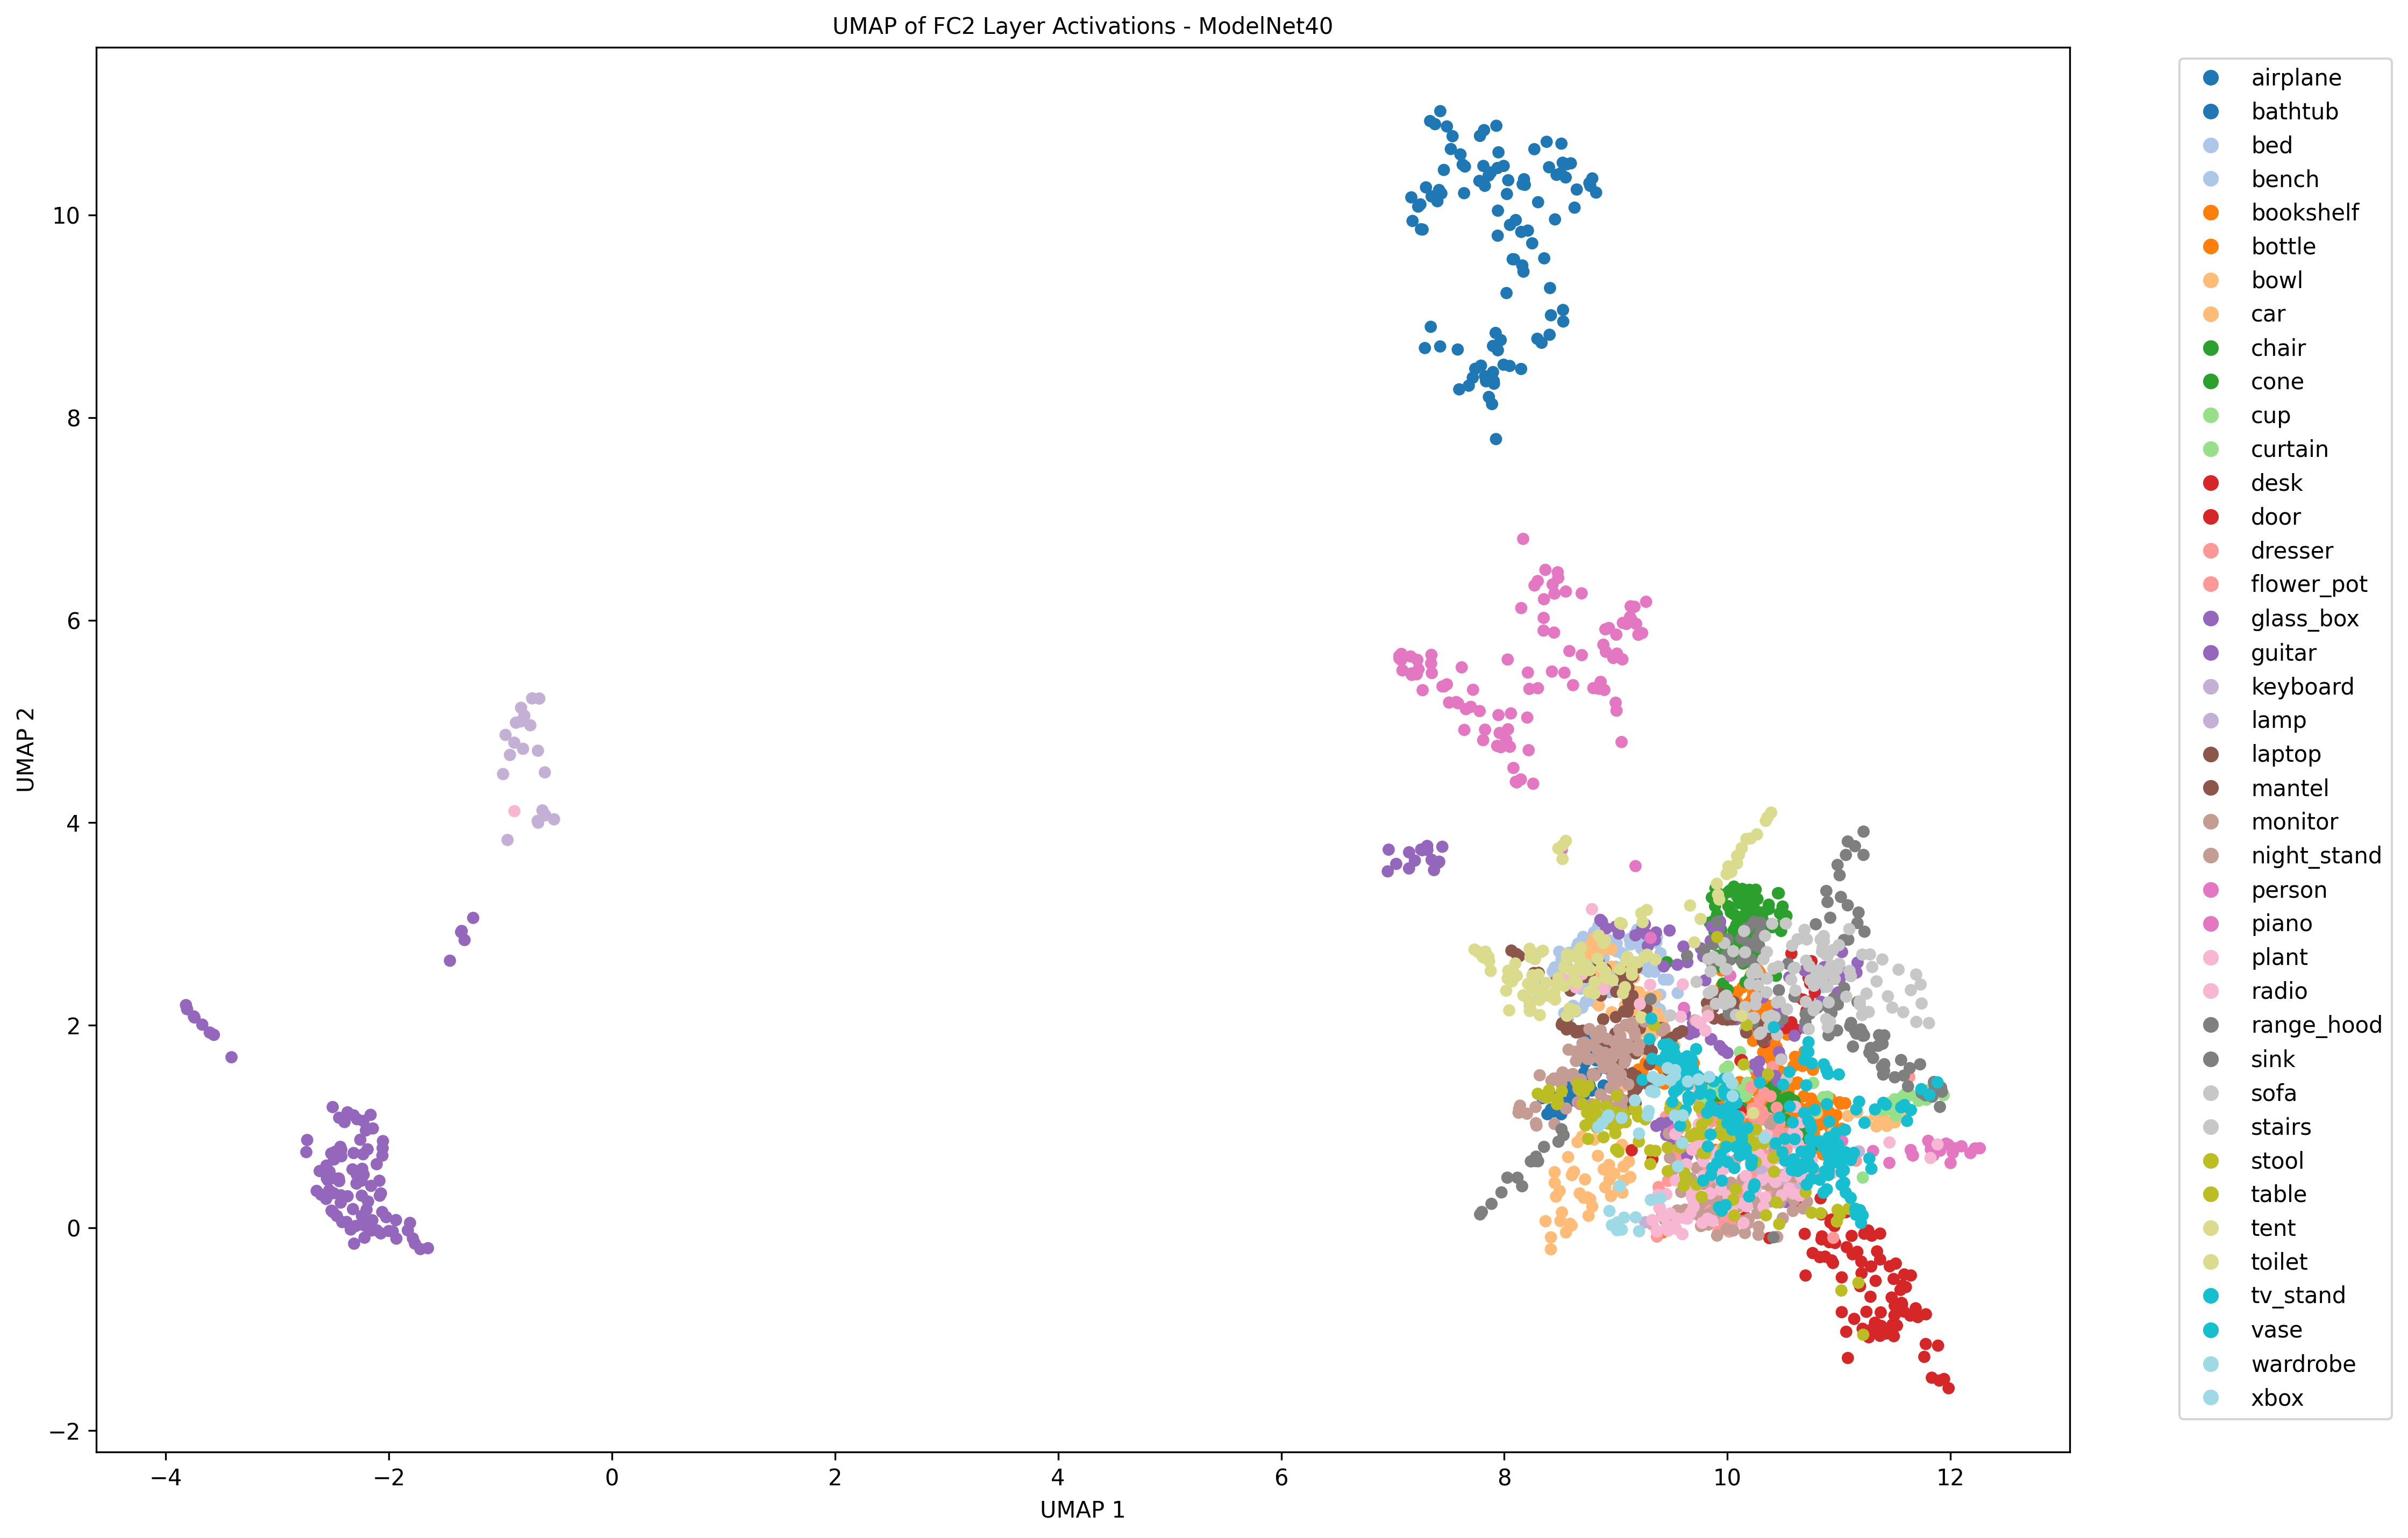 UMAP of FC2 Layer Activations - ModelNet40
UMAP 2
10
8
6
4
2
0
−2
−4
−2
0
2
4
6
8
10
12
UMAP 1
airplane
bathtub
bed
bench
bookshelf
bottle
bowl
car
chair
cone
cup
curtain
desk
door
dresser
flower_pot
glass_box
guitar
keyboard
lamp
laptop
mantel
monitor
night_stand
person
piano
plant
radio
range_hood
sink
sofa
stairs
stool
table
tent
toilet
tv_stand
vase
wardrobe
xbox